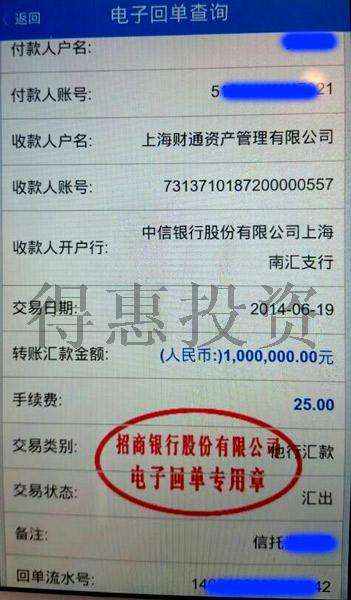 返回 电子回单查询
付款人户名:
付款人账号: 5 21
收款人户名: 上海财通资产管理有限公司
收款人账号: 7313710187200000557
收款人开户行: 中信银行股份有限公司上海
南汇支行
交易日期: 2014-06-19
得惠投资
转账汇款金额: (人民币:)1,000,000.00元
手续费: 25.00
招商银行股份有限公司
交易类别: 他行汇款
电子回单专用章
交易状态: 汇出
备注: 信托
回单流水号: 140 42